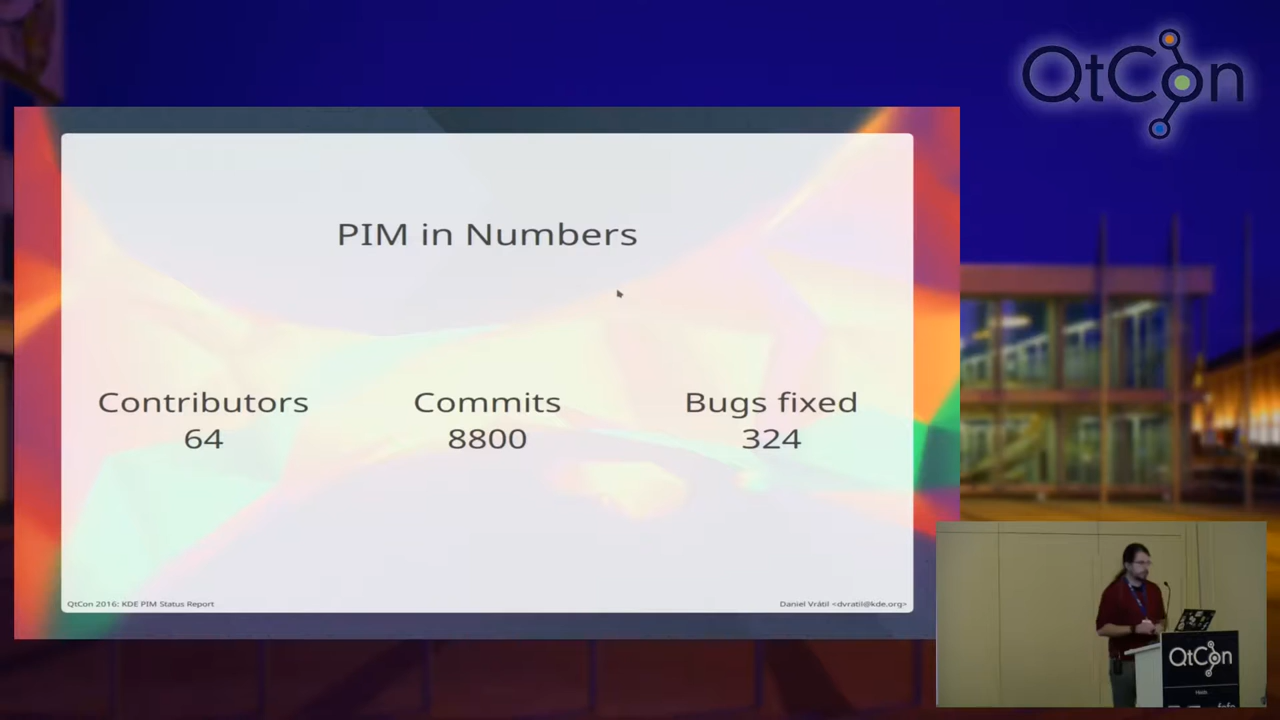 QtCon
PIM in Numbers
Contributors
64
Commits
8800
Bugs fixed
324
QtCon 2016: KDE PIM Status Report
Daniel Vrátil <dvratil@kde.org>
QtCon